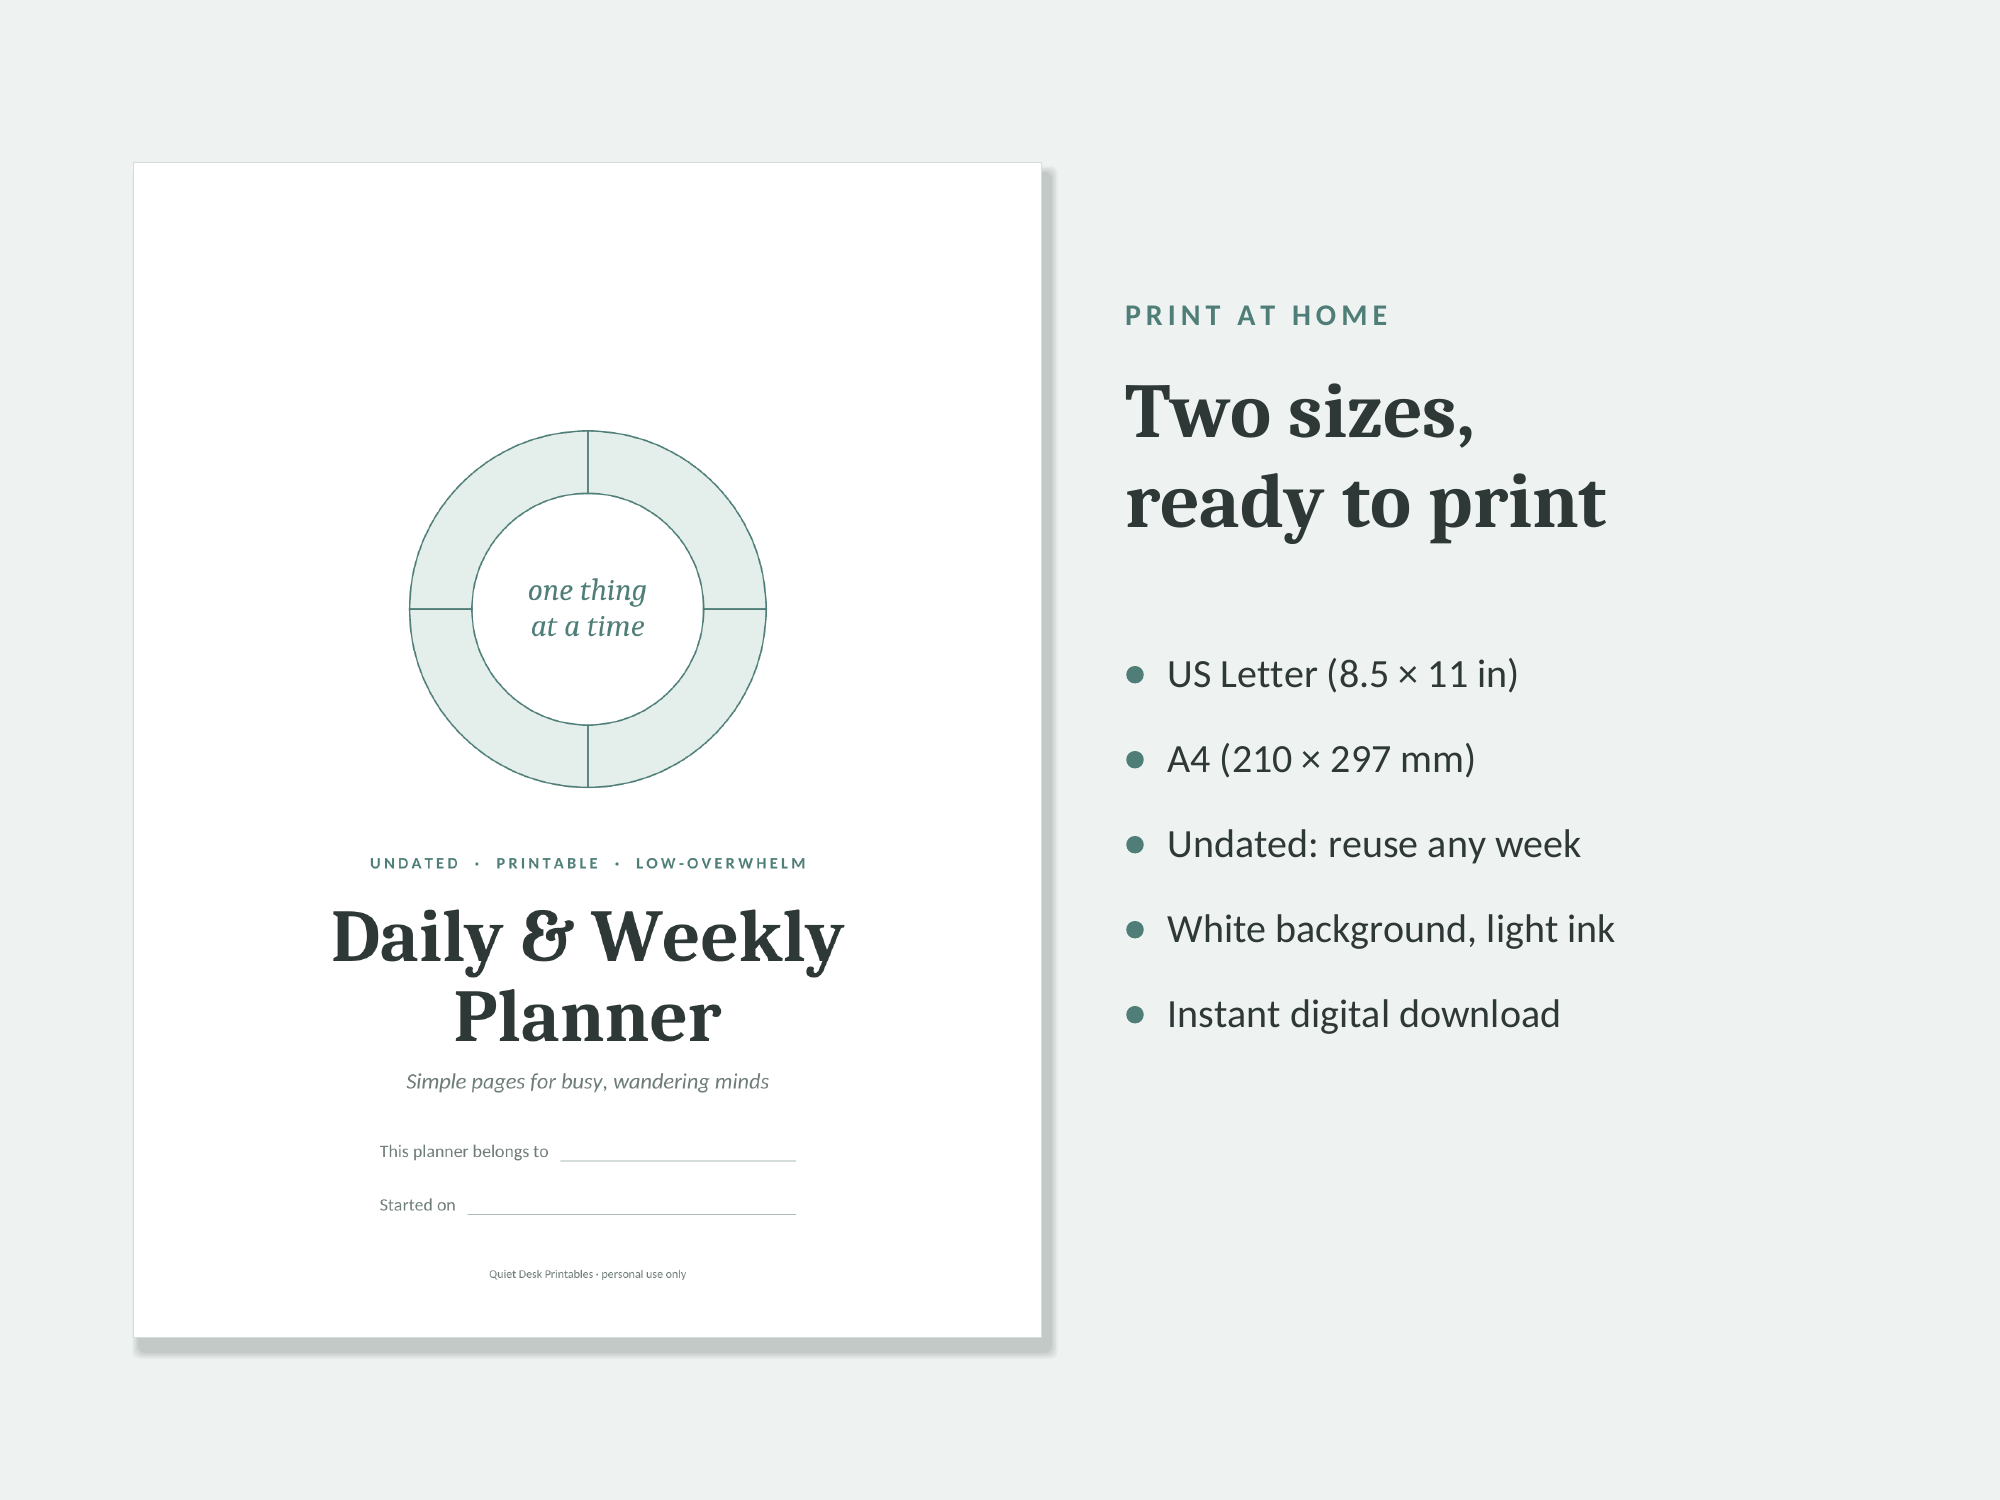 one thing
at a time
UNDATED · PRINTABLE · LOW-OVERWHELM
Daily & Weekly
Planner
Simple pages for busy, wandering minds
This planner belongs to
Started on
Quiet Desk Printables · personal use only
PRINT AT HOME
Two sizes,
ready to print
US Letter (8.5 × 11 in)
A4 (210 × 297 mm)
Undated: reuse any week
White background, light ink
Instant digital download